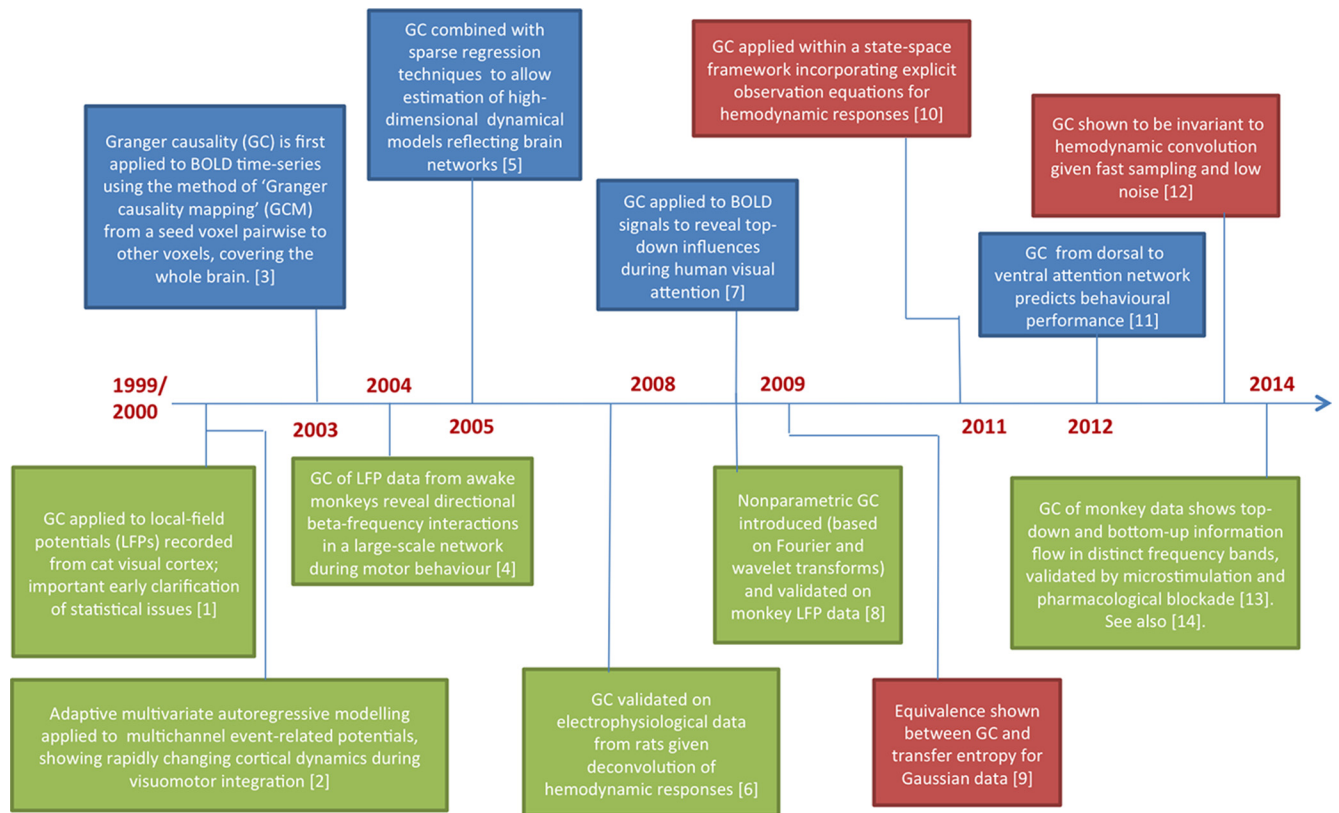 GC combined with
sparse regression
techniques to allow
estimation of high-
dimensional dynamical
models reflecting brain
networks [5]
GC applied within a state-space
framework incorporating explicit
observation equations for
hemodynamic responses [10]
GC shown to be invariant to
hemodynamic convolution
given fast sampling and low
noise [12]
Granger causality (GC) is first
applied to BOLD time-series
using the method of ‘Granger
causality mapping’ (GCM)
from a seed voxel pairwise to
other voxels, covering the
whole brain. [3]
GC applied to BOLD
signals to reveal top-
down influences
during human visual
attention [7]
GC from dorsal to
ventral attention network
predicts behavioural
performance [11]
1999/
2000
2003
2004
2005
2008
2009
2011
2012
2014
GC applied to local-field
potentials (LFPs) recorded
from cat visual cortex;
important early clarification
of statistical issues [1]
GC of LFP data from awake
monkeys reveal directional
beta-frequency interactions
in a large-scale network
during motor behaviour [4]
Nonparametric GC
introduced (based
on Fourier and
wavelet transforms)
and validated on
monkey LFP data [8]
GC of monkey data shows top-
down and bottom-up information
flow in distinct frequency bands,
validated by microstimulation and
pharmacological blockade [13].
See also [14].
Adaptive multivariate autoregressive modelling
applied to multichannel event-related potentials,
showing rapidly changing cortical dynamics during
visuomotor integration [2]
GC validated on
electrophysiological data
from rats given
deconvolution of
hemodynamic responses [6]
Equivalence shown
between GC and
transfer entropy for
Gaussian data [9]